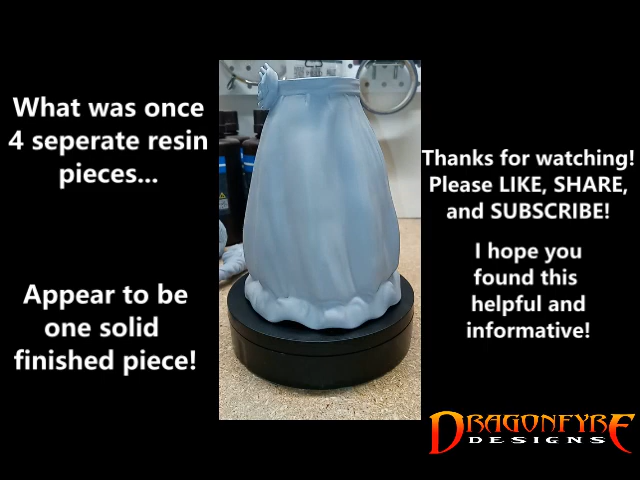 What was once
4 seperate resin
pieces...
Appear to be
one solid
finished piece!
Thanks for watching!
Please LIKE, SHARE,
and SUBSCRIBE!
I hope you
found this
helpful and
informative!
DRAGONFYRE
DESIGNS